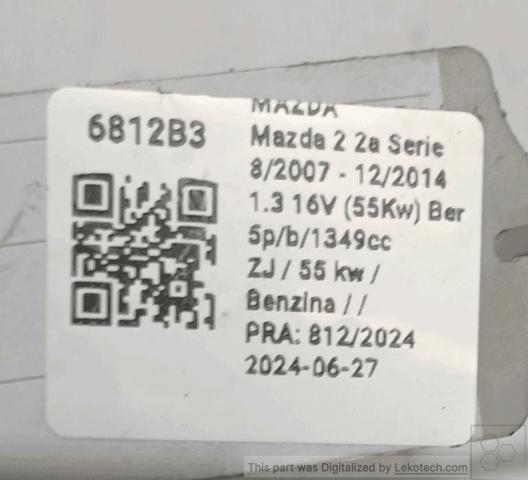 6812B3
MAZDA
Mazda 2 2a Serie
8/2007 - 12/2014
1.3 16V (55Kw) Ber
5p/b/1349cc
ZJ / 55 kw /
Benzina / /
PRA: 812/2024
2024-06-27
This part was Digitalized by Lekotech.com